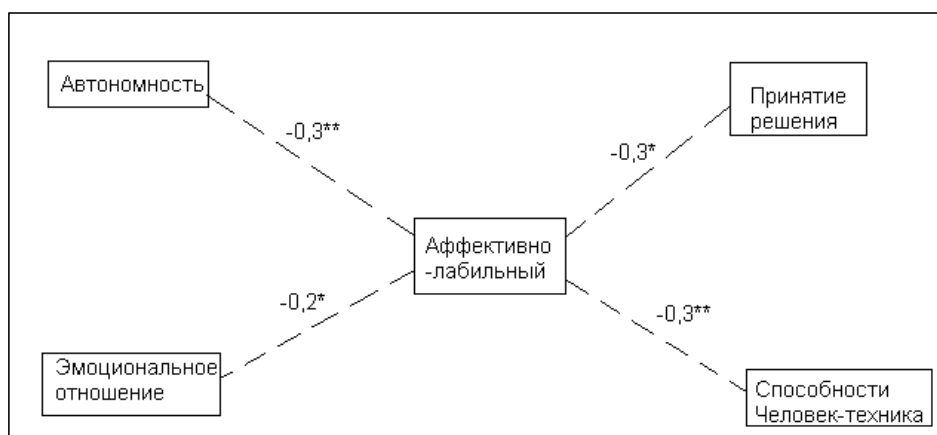 Автономность
Принятие
решения
-0,3**
-0,3*
Аффективно
-лабильный
-0,2*
-0,3**
Эмоциональное
отношение
Способности
Человек-техника